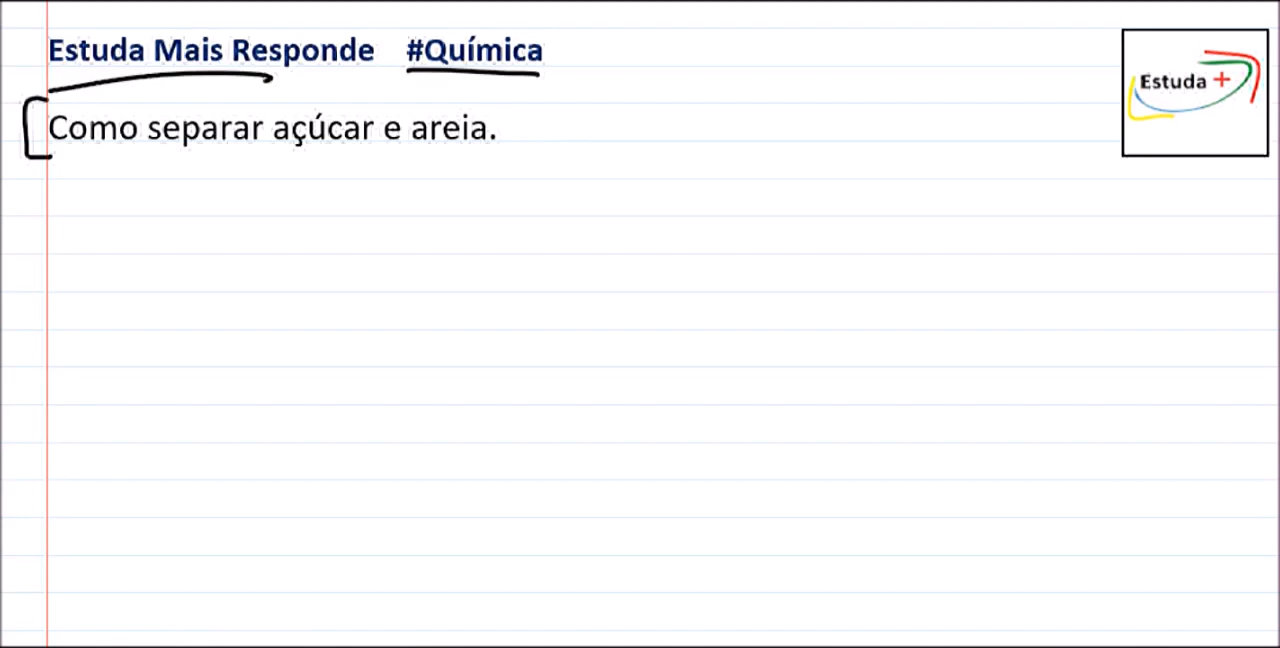 Estuda Mais Responde #Química
Estuda +
Como separar açúcar e areia.